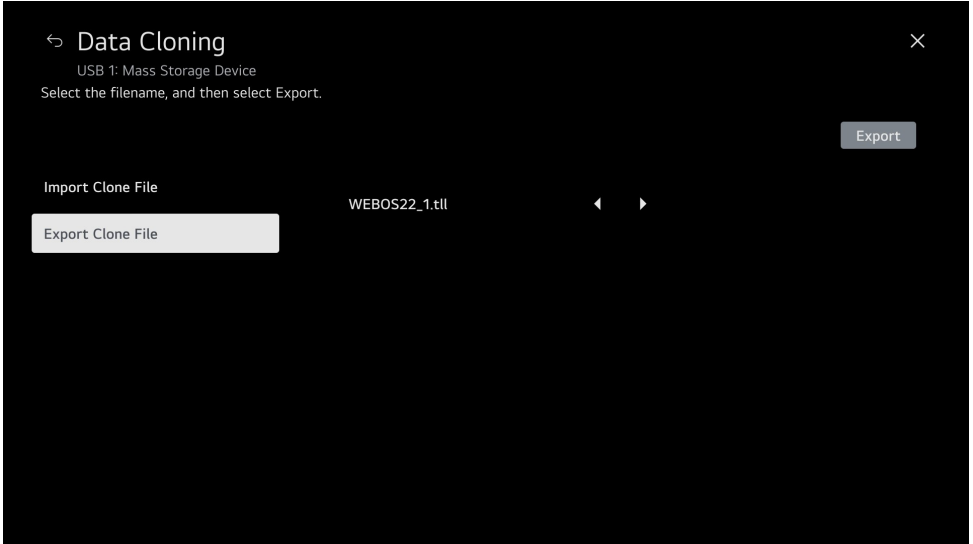 Data Cloning
USB 1: Mass Storage Device
Select the filename, and then select Export.
Export
Import Clone File
WEBOS22_1.tll
Export Clone File